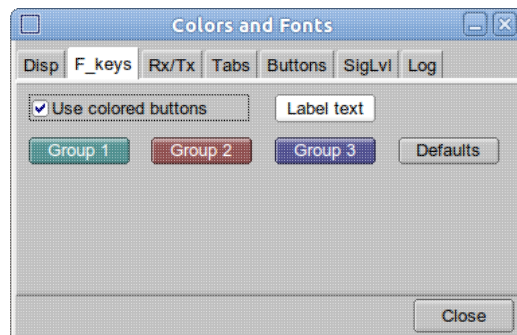 Colors and Fonts
Disp F_keys Rx/Tx Tabs Buttons SigLvl Log
Use colored buttons Label text
Group 1 Group 2 Group 3 Defaults
Close